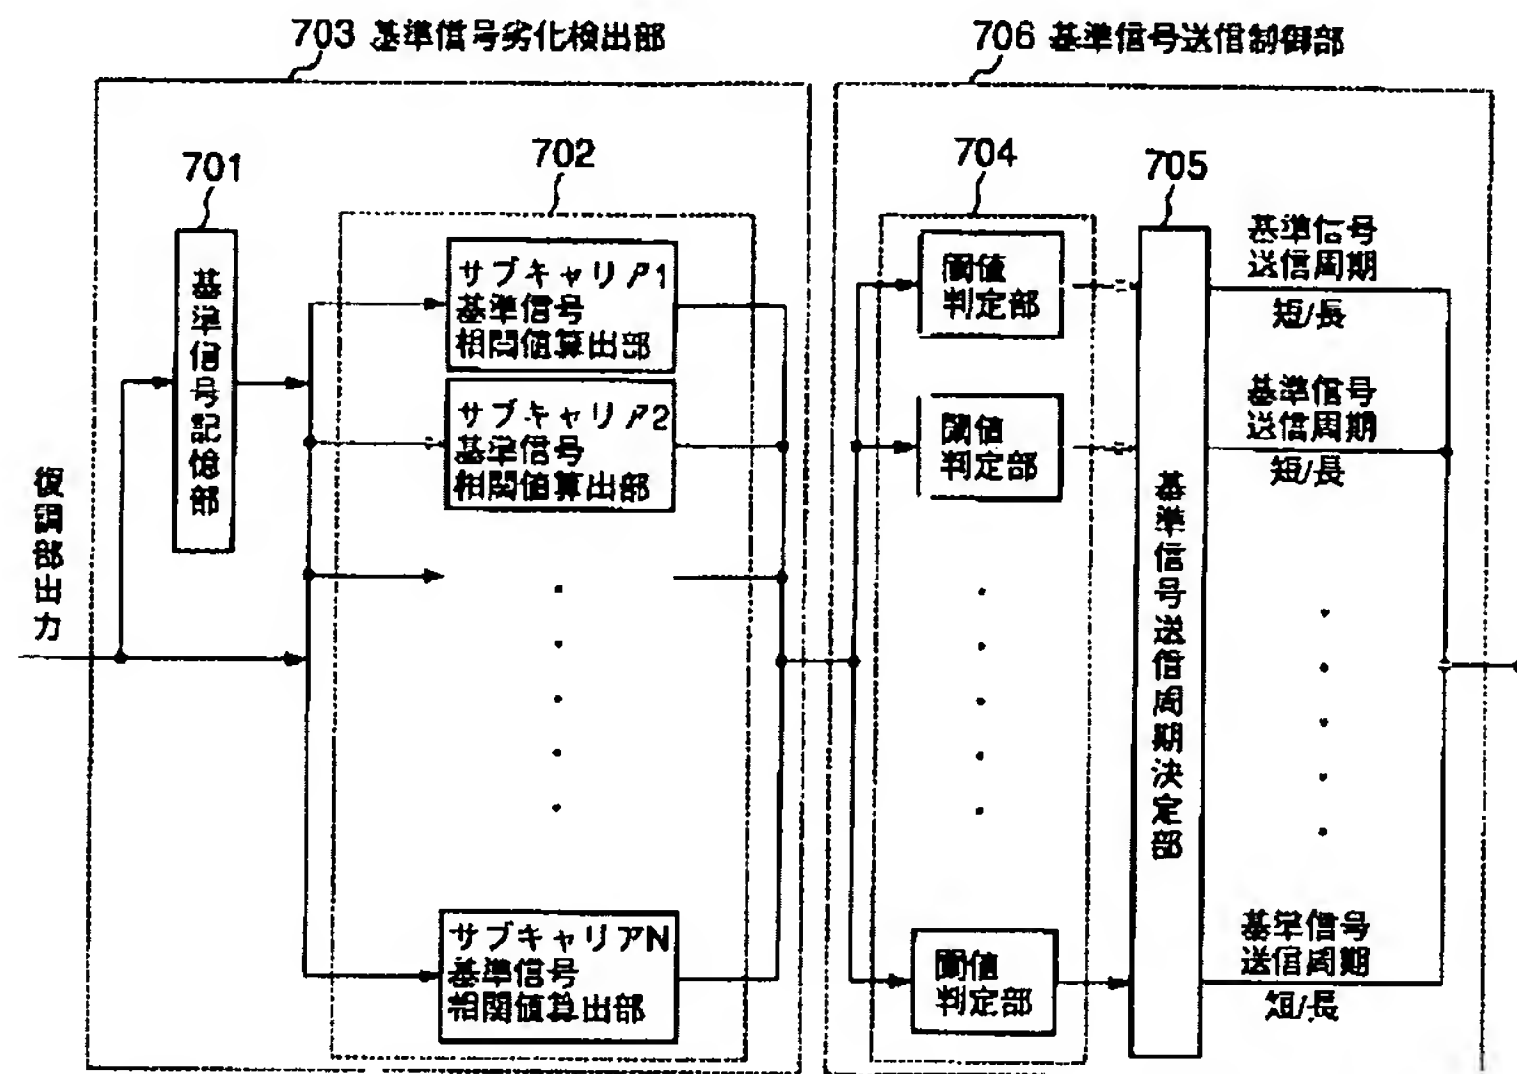 703 基準信号劣化検出部
706 基準信号送信制御部
701
702
704
705
復調部出力
基準信号記憶部
サブキャリア1
基準信号
相関値算出部
サブキャリア2
基準信号
相関値算出部
サブキャリアN
基準信号
相関値算出部
閾値
判定部
閾値
判定部
閾値
判定部
基準信号送信周期決定部
基準信号
送信周期
短/長
基準信号
送信周期
短/長
基準信号
送信周期
短/長